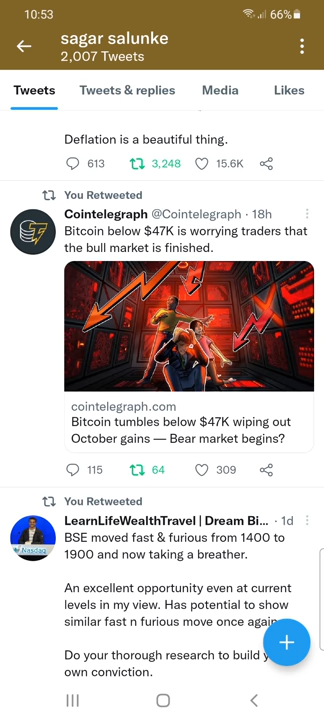 10:53
66%
sagar salunke
2,007 Tweets
Tweets
Tweets & replies
Media
Likes
Deflation is a beautiful thing.
613
3,248
15.6K
You Retweeted
Cointelegraph @Cointelegraph · 18h
Bitcoin below $47K is worrying traders that
the bull market is finished.
cointelegraph.com
Bitcoin tumbles below $47K wiping out
October gains — Bear market begins?
115
64
309
You Retweeted
LearnLifeWealthTravel | Dream Bi... · 1d
BSE moved fast & furious from 1400 to
1900 and now taking a breather.
An excellent opportunity even at current
levels in my view. Has potential to show
similar fast n furious move once again
Do your thorough research to build
own conviction.
Nasdaq